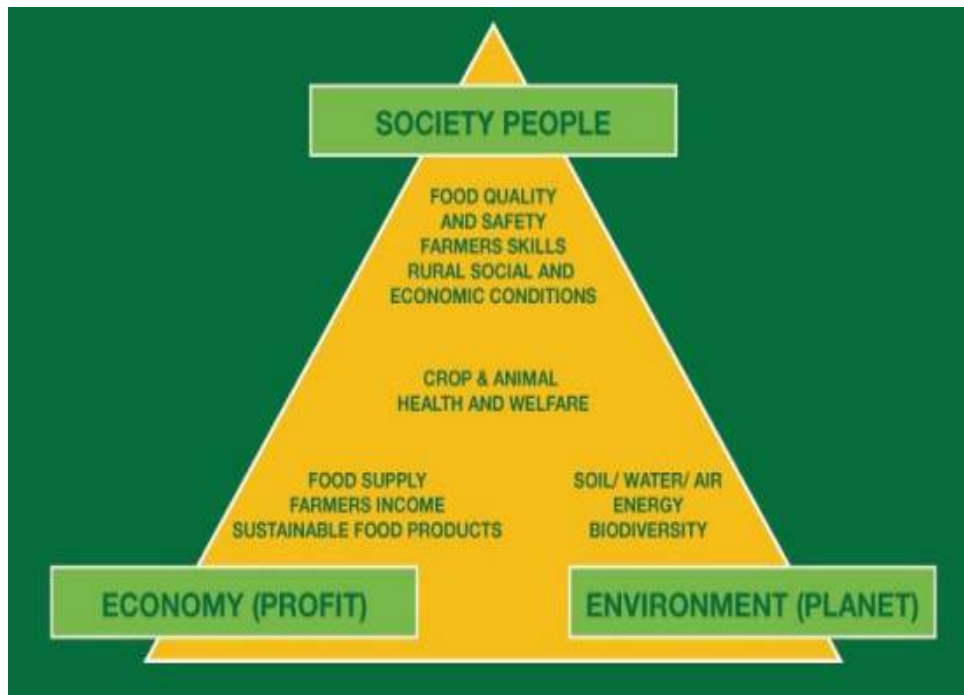 SOCIETY PEOPLE
FOOD QUALITY
AND SAFETY
FARMERS SKILLS
RURAL SOCIAL AND
ECONOMIC CONDITIONS
CROP & ANIMAL
HEALTH AND WELFARE
FOOD SUPPLY
FARMERS INCOME
SUSTAINABLE FOOD PRODUCTS
SOIL/ WATER/ AIR
ENERGY
BIODIVERSITY
ECONOMY (PROFIT)
ENVIRONMENT (PLANET)